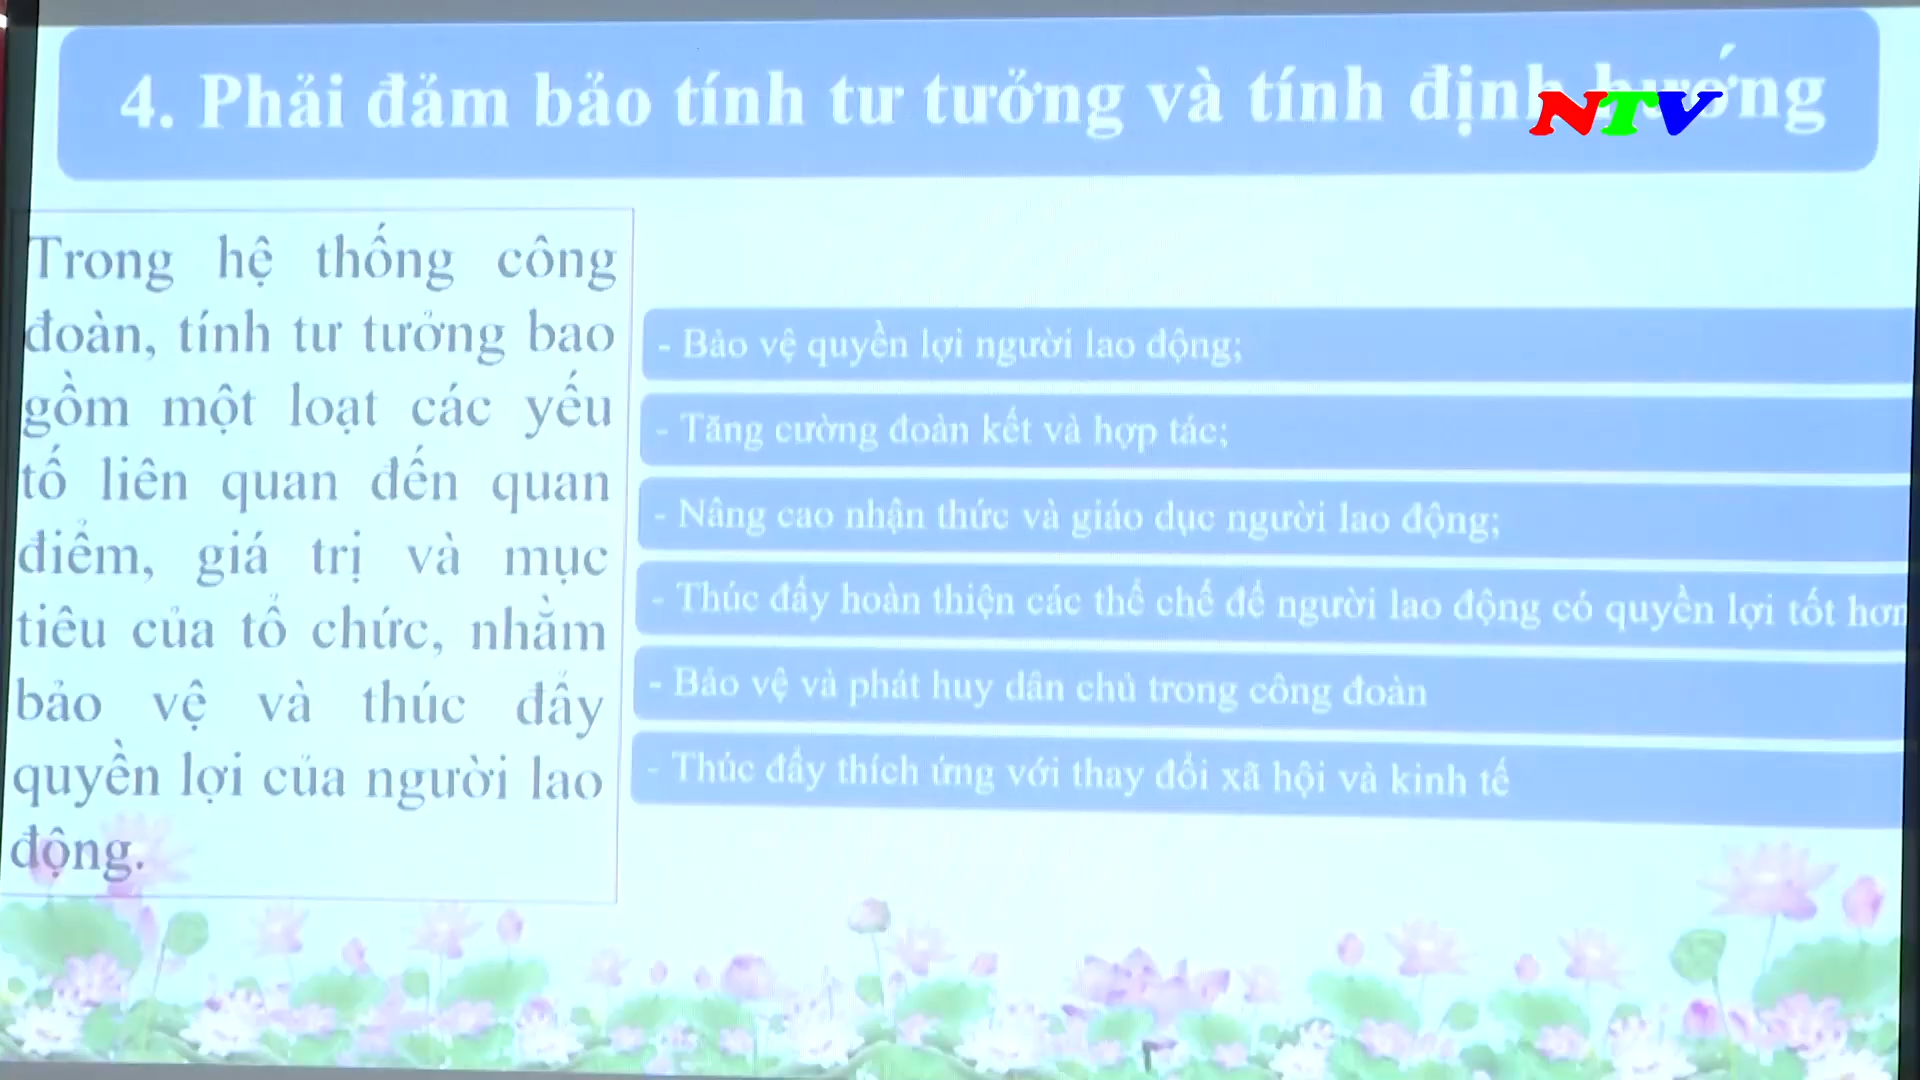 4. Phải đảm bảo tính tư tưởng và tính định hướng
NTV
Trong hệ thống công
đoàn, tính tư tưởng bao
gồm một loạt các yếu
tố liên quan đến quan
điểm, giá trị và mục
tiêu của tổ chức, nhằm
bảo vệ và thúc đẩy
quyền lợi của người lao
động.
- Bảo vệ quyền lợi người lao động;
- Tăng cường đoàn kết và hợp tác;
- Nâng cao nhận thức và giáo dục người lao động;
- Thúc đẩy hoàn thiện các thể chế để người lao động có quyền lợi tốt hơn
- Bảo vệ và phát huy dân chủ trong công đoàn
- Thúc đẩy thích ứng với thay đổi xã hội và kinh tế